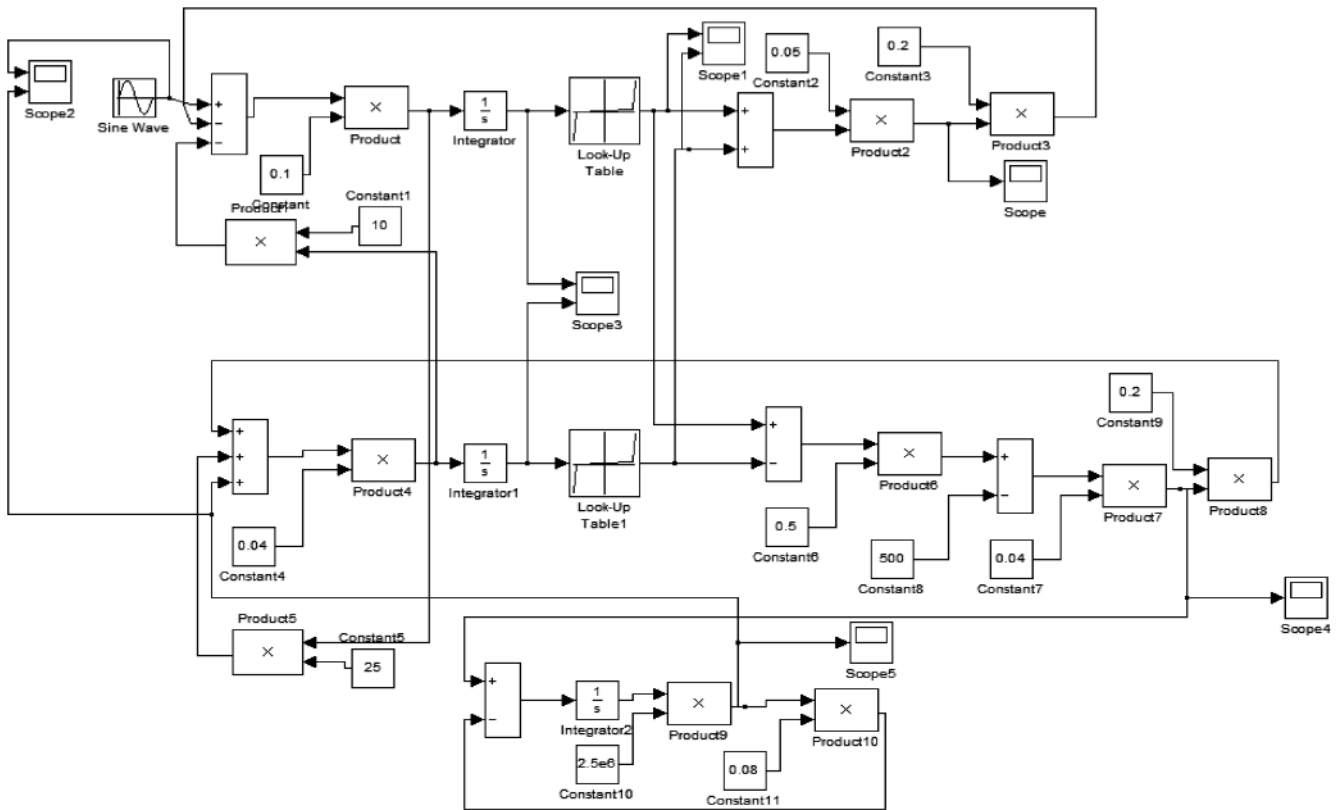 Scope2
Sine Wave
+
−
−
×
Product
0.1
Constant
1
s
Integrator
Look-Up
Table
Scope1
0.05
Constant2
+
+
×
Product2
0.2
Constant3
×
Product3
Scope
Constant1
10
×
Scope3
+
+
+
×
Product4
0.04
Constant4
1
s
Integrator1
Look-Up
Table1
+
−
×
Product6
0.5
Constant6
+
−
500
Constant8
×
Product7
0.04
Constant7
0.2
Constant9
×
Product8
Scope4
Product5
×
Constant5
25
+
−
1
s
Integrator2
×
Product9
2.5e6
Constant10
Scope5
×
Product10
0.08
Constant11